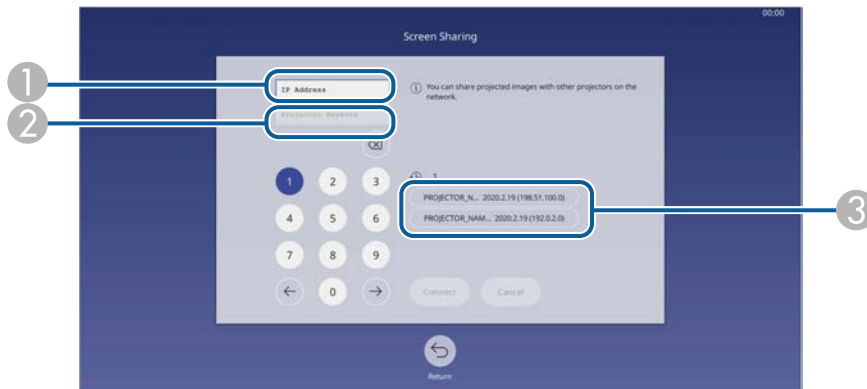 00:00
Screen Sharing
1
IP Address
You can share projected images with other projectors on the
network.
2
Projector Keyword
1
1 2 3
PROJECTOR_N... 2020.2.19 (198.51.100.0)
3
4 5 6
PROJECTOR_NAM... 2020.2.19 (192.0.2.0)
7 8 9
0
Connect Cancel
Return